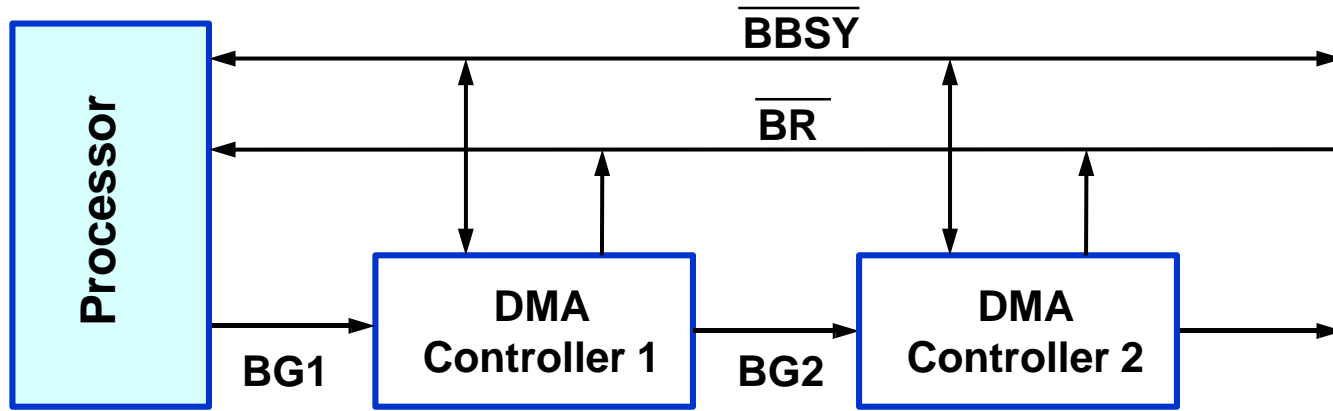 BBSY
BR
Processor
DMA
Controller 1
DMA
Controller 2
BG1
BG2